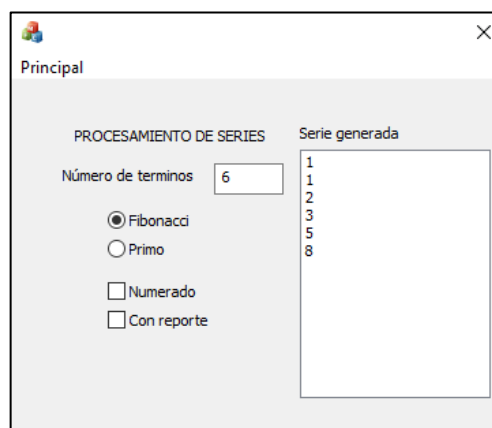 Principal
PROCESAMIENTO DE SERIES
Número de terminos 6
Fibonacci
Primo
Numerado
Con reporte
Serie generada
1
1
2
3
5
8